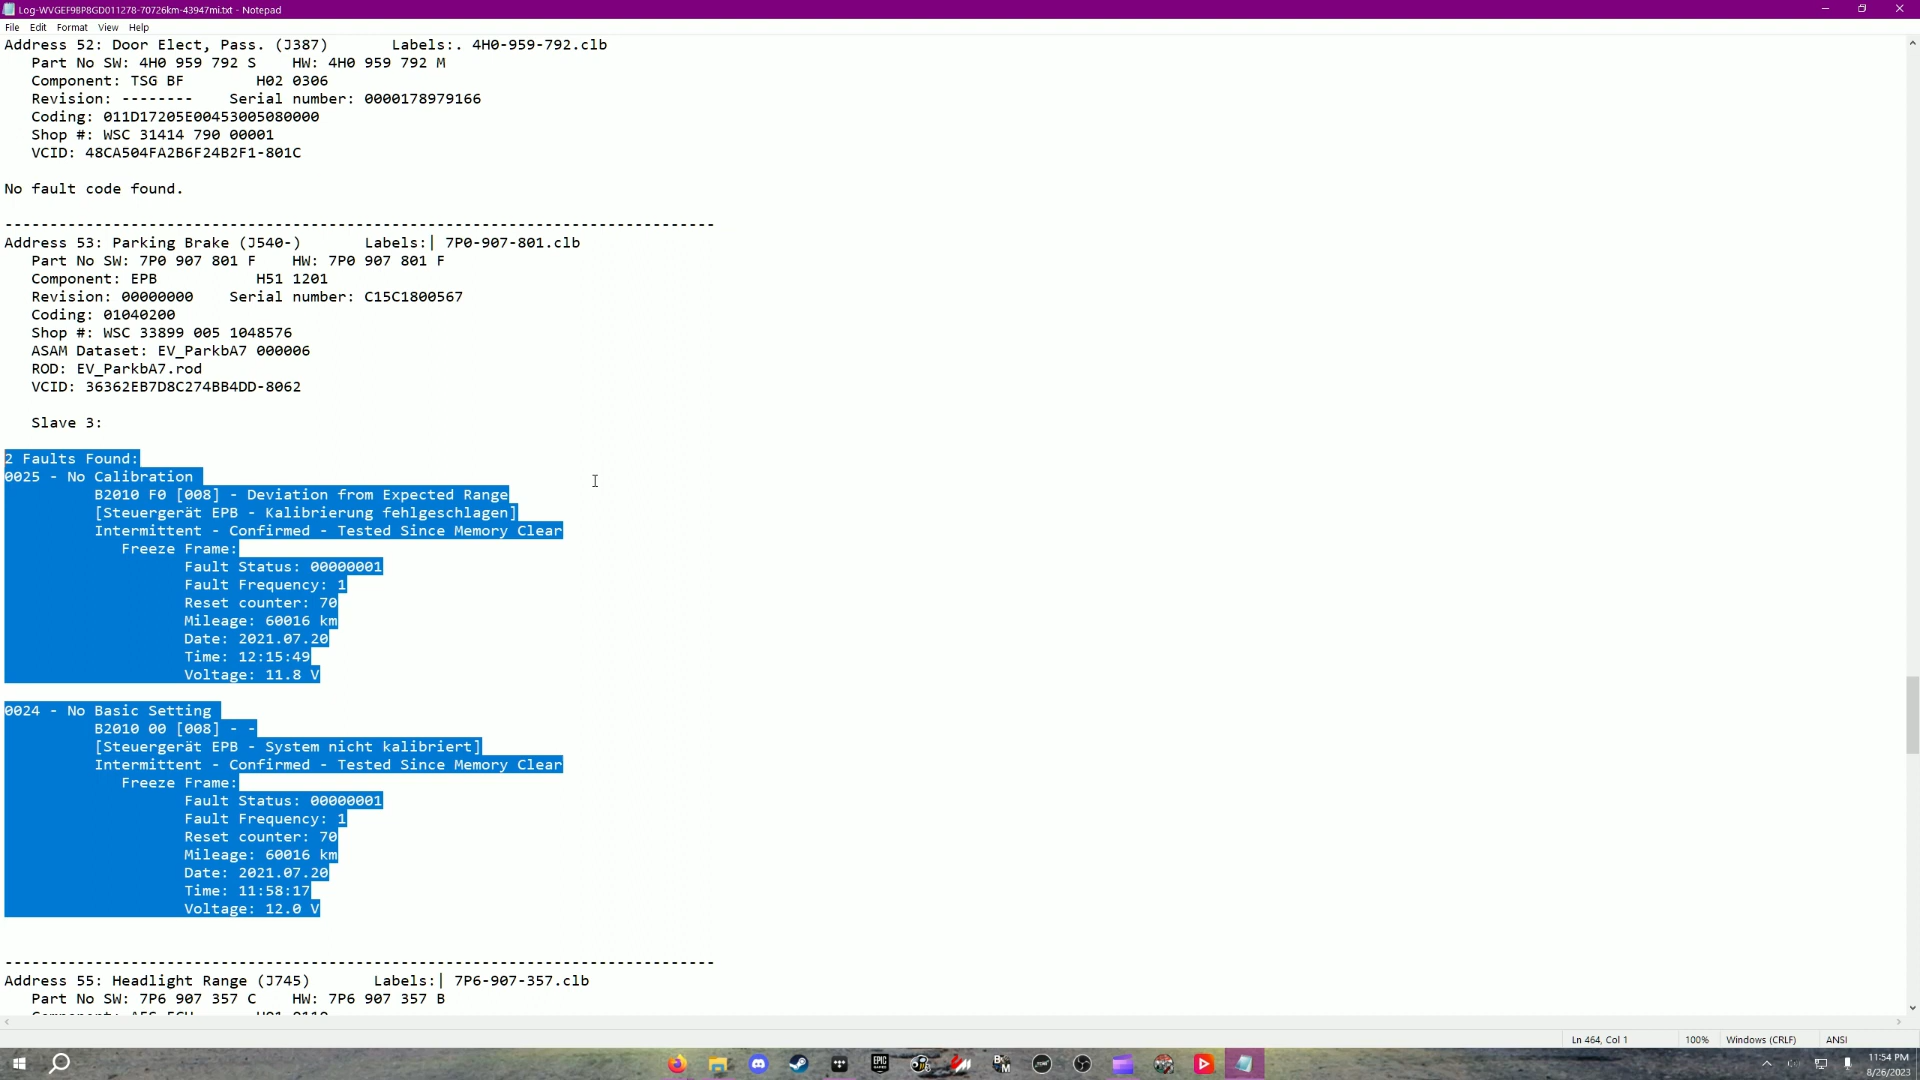 Log-WVGEF9BP8GD011278-70726km-43947mi.txt - Notepad
File Edit Format View Help
Address 52: Door Elect, Pass. (J387)       Labels:. 4H0-959-792.clb
   Part No SW: 4H0 959 792 S    HW: 4H0 959 792 M
   Component: TSG BF        H02 0306
   Revision: --------    Serial number: 0000178979166
   Coding: 011D17205E00453005080000
   Shop #: WSC 31414 790 00001
   VCID: 48CA504FA2B6F24B2F1-801C
No fault code found.
-------------------------------------------------------------------------------
Address 53: Parking Brake (J540-)       Labels:| 7P0-907-801.clb
   Part No SW: 7P0 907 801 F    HW: 7P0 907 801 F
   Component: EPB           H51 1201
   Revision: 00000000    Serial number: C15C1800567
   Coding: 01040200
   Shop #: WSC 33899 005 1048576
   ASAM Dataset: EV_ParkbA7 000006
   ROD: EV_ParkbA7.rod
   VCID: 36362EB7D8C274BB4DD-8062
   Slave 3:
2 Faults Found:
0025 - No Calibration
          B2010 F0 [008] - Deviation from Expected Range
          [Steuergerät EPB - Kalibrierung fehlgeschlagen]
          Intermittent - Confirmed - Tested Since Memory Clear
             Freeze Frame:
                    Fault Status: 00000001
                    Fault Frequency: 1
                    Reset counter: 70
                    Mileage: 60016 km
                    Date: 2021.07.20
                    Time: 12:15:49
                    Voltage: 11.8 V
0024 - No Basic Setting
          B2010 00 [008] - -
          [Steuergerät EPB - System nicht kalibriert]
          Intermittent - Confirmed - Tested Since Memory Clear
             Freeze Frame:
                    Fault Status: 00000001
                    Fault Frequency: 1
                    Reset counter: 70
                    Mileage: 60016 km
                    Date: 2021.07.20
                    Time: 11:58:17
                    Voltage: 12.0 V
-------------------------------------------------------------------------------
Address 55: Headlight Range (J745)       Labels:| 7P6-907-357.clb
   Part No SW: 7P6 907 357 C    HW: 7P6 907 357 B
Ln 464, Col 1 100% Windows (CRLF) ANSI
EPIC GAMES
11:54 PM
8/26/2023